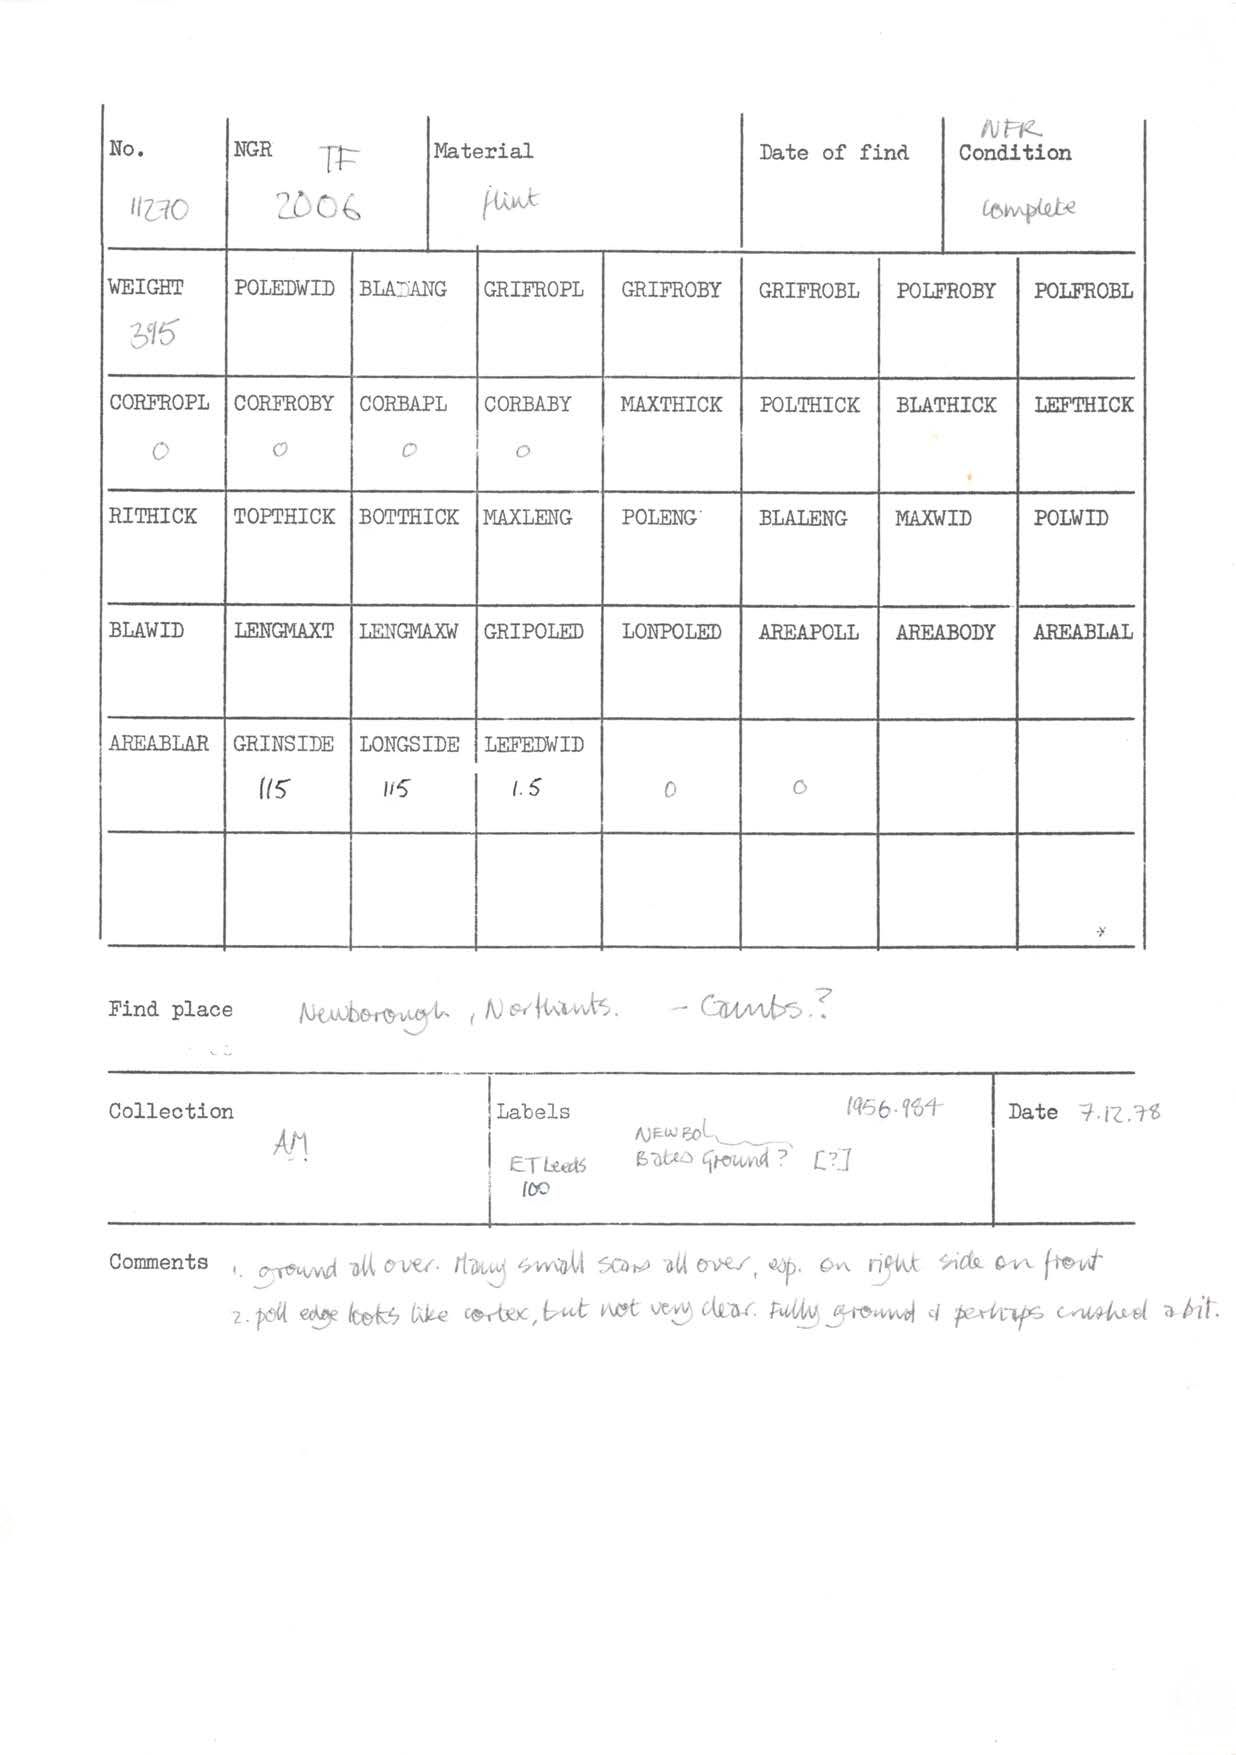 NFR
No. NGR TF Material Date of find Condition
11270 2006 flint complete
WEIGHT POLEDWID BLADANG GRIFROPL GRIFROBY GRIFROBL POLFROBY POLFROBL
395
CORFROPL CORFROBY CORBAPL CORBABY MAXTHICK POLTHICK BLATHICK LEFTHICK
0 0 0 0
RITHICK TOPTHICK BOTTHICK MAXLENG POLENG BLALENG MAXWID POLWID
BLAWID LENGMAXT LENGMAXW GRIPOLED LONPOLED AREAPOLL AREABODY AREABLAL
AREABLAR GRINSIDE LONGSIDE LEFEDWID
115 115 1.5 0 0
Find place Newborough, Northants. - Cambs.?
Collection Labels 1956.984 Date 7.12.78
AM NEWBO
ET Leeds Bates Ground? [?]
100
Comments 1. ground all over. Many small scars all over, esp. on right side on front
2. poll edge looks like cortex, but not very clear. Fully ground & perhaps crushed a bit.